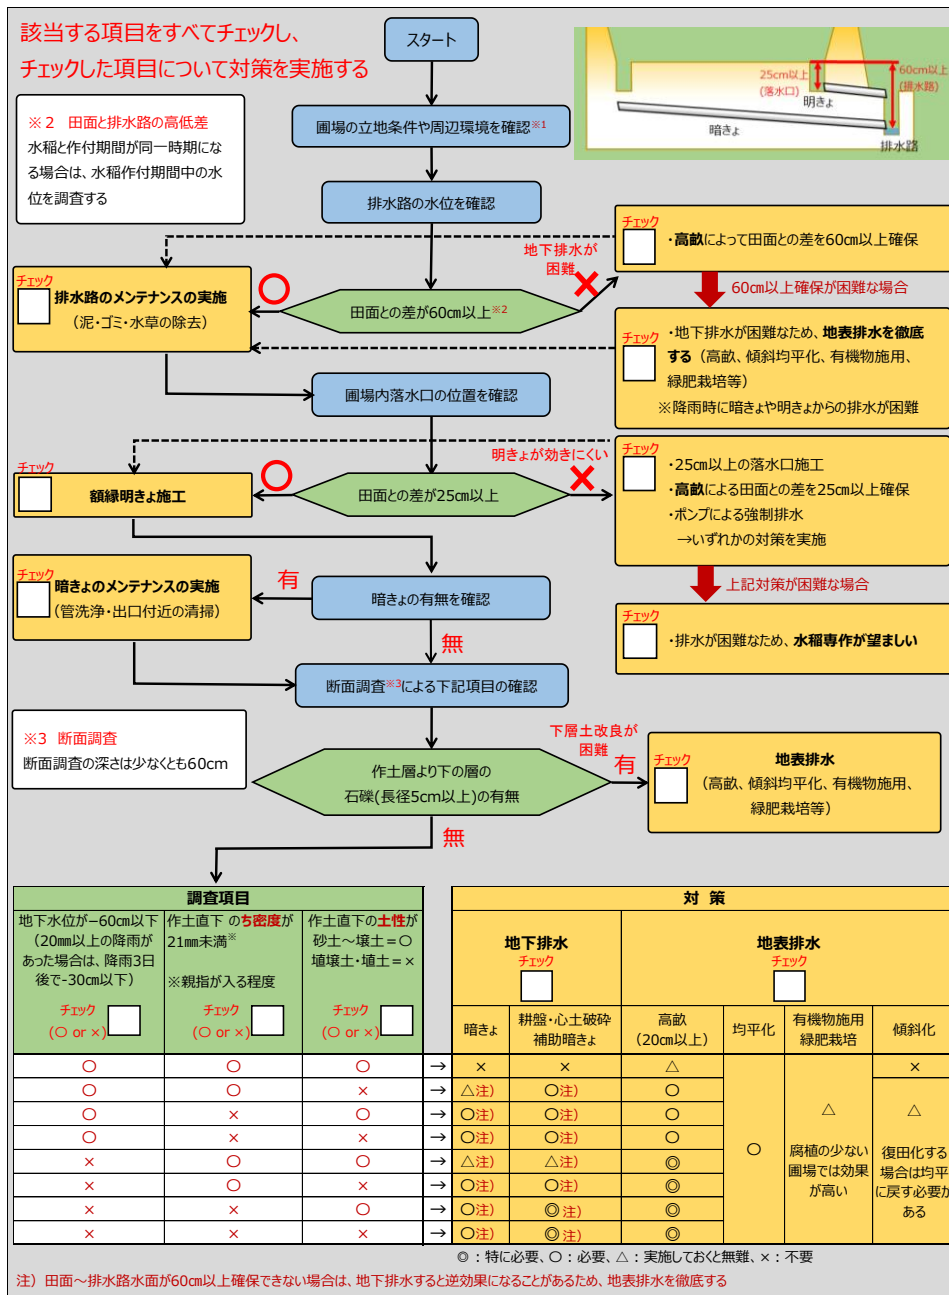 該当する項目をすべてチェックし、
チェックした項目について対策を実施する
スタート
25cm以上
(落水口)
60cm以上
(排水路)
明きょ
暗きょ
排水路
※2 田面と排水路の高低差
水稲と作付期間が同一時期にな
る場合は、水稲作付期間中の水
位を調査する
圃場の立地条件や周辺環境を確認※1
排水路の水位を確認
地下排水が
困難
チェック
・高畝によって田面との差を60cm以上確保
60cm以上確保が困難な場合
チェック
排水路のメンテナンスの実施
(泥・ゴミ・水草の除去)
〇
田面との差が60cm以上※2
×
チェック
・地下排水が困難なため、地表排水を徹底
する(高畝、傾斜均平化、有機物施用、
緑肥栽培等)
※降雨時に暗きょや明きょからの排水が困難
圃場内落水口の位置を確認
明きょが効きにくい
チェック
額縁明きょ施工
〇
田面との差が25cm以上
×
チェック
・25cm以上の落水口施工
・高畝による田面との差を25cm以上確保
・ポンプによる強制排水
→いずれかの対策を実施
上記対策が困難な場合
チェック
暗きょのメンテナンスの実施
(管洗浄・出口付近の清掃)
有
暗きょの有無を確認
無
チェック
・排水が困難なため、水稲専作が望ましい
断面調査※3による下記項目の確認
※3 断面調査
断面調査の深さは少なくとも60cm
下層土改良が
困難
作土層より下の層の
石礫(長径5cm以上)の有無
有
チェック
地表排水
(高畝、傾斜均平化、有機物施用、
緑肥栽培等)
無
調査項目
対 策
地下水位が−60cm以下
(20mm以上の降雨が
あった場合は、降雨3日
後で-30cm以下)
チェック
(〇 or ×)
作土直下 のち密度が
21mm未満※
※親指が入る程度
チェック
(〇 or ×)
作土直下の土性が
砂土～壌土=〇
埴壌土・埴土=×
チェック
(〇 or ×)
地下排水
チェック
地表排水
チェック
暗きょ
耕盤・心土破砕
補助暗きょ
高畝
(20cm以上)
均平化
有機物施用
緑肥栽培
傾斜化
〇 〇 〇 → × × △ ×
〇 〇 × → △注) 〇注) 〇
〇 × 〇 → 〇注) 〇注) 〇
〇 × × → 〇注) 〇注) 〇
× 〇 〇 → △注) △注) ◎
× 〇 × → 〇注) 〇注) ◎
× × 〇 → 〇注) ◎注) ◎
× × × → 〇注) ◎注) ◎
〇
△
腐植の少ない
圃場では効果
が高い
△
復田化する
場合は均平
に戻す必要が
ある
◎：特に必要、〇：必要、△：実施しておくと無難、×：不要
注）田面～排水路水面が60cm以上確保できない場合は、地下排水すると逆効果になることがあるため、地表排水を徹底する